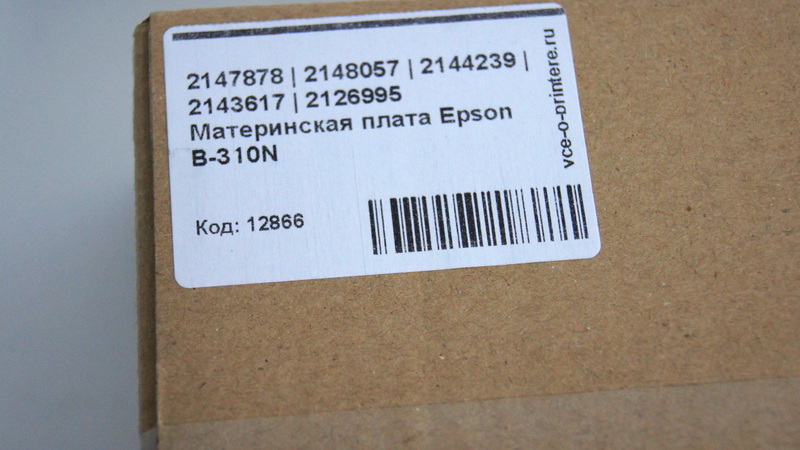 2147878 | 2148057 | 2144239 |
2143617 | 2126995
Материнская плата Epson
B-310N
Код: 12866
vce-o-printere.ru